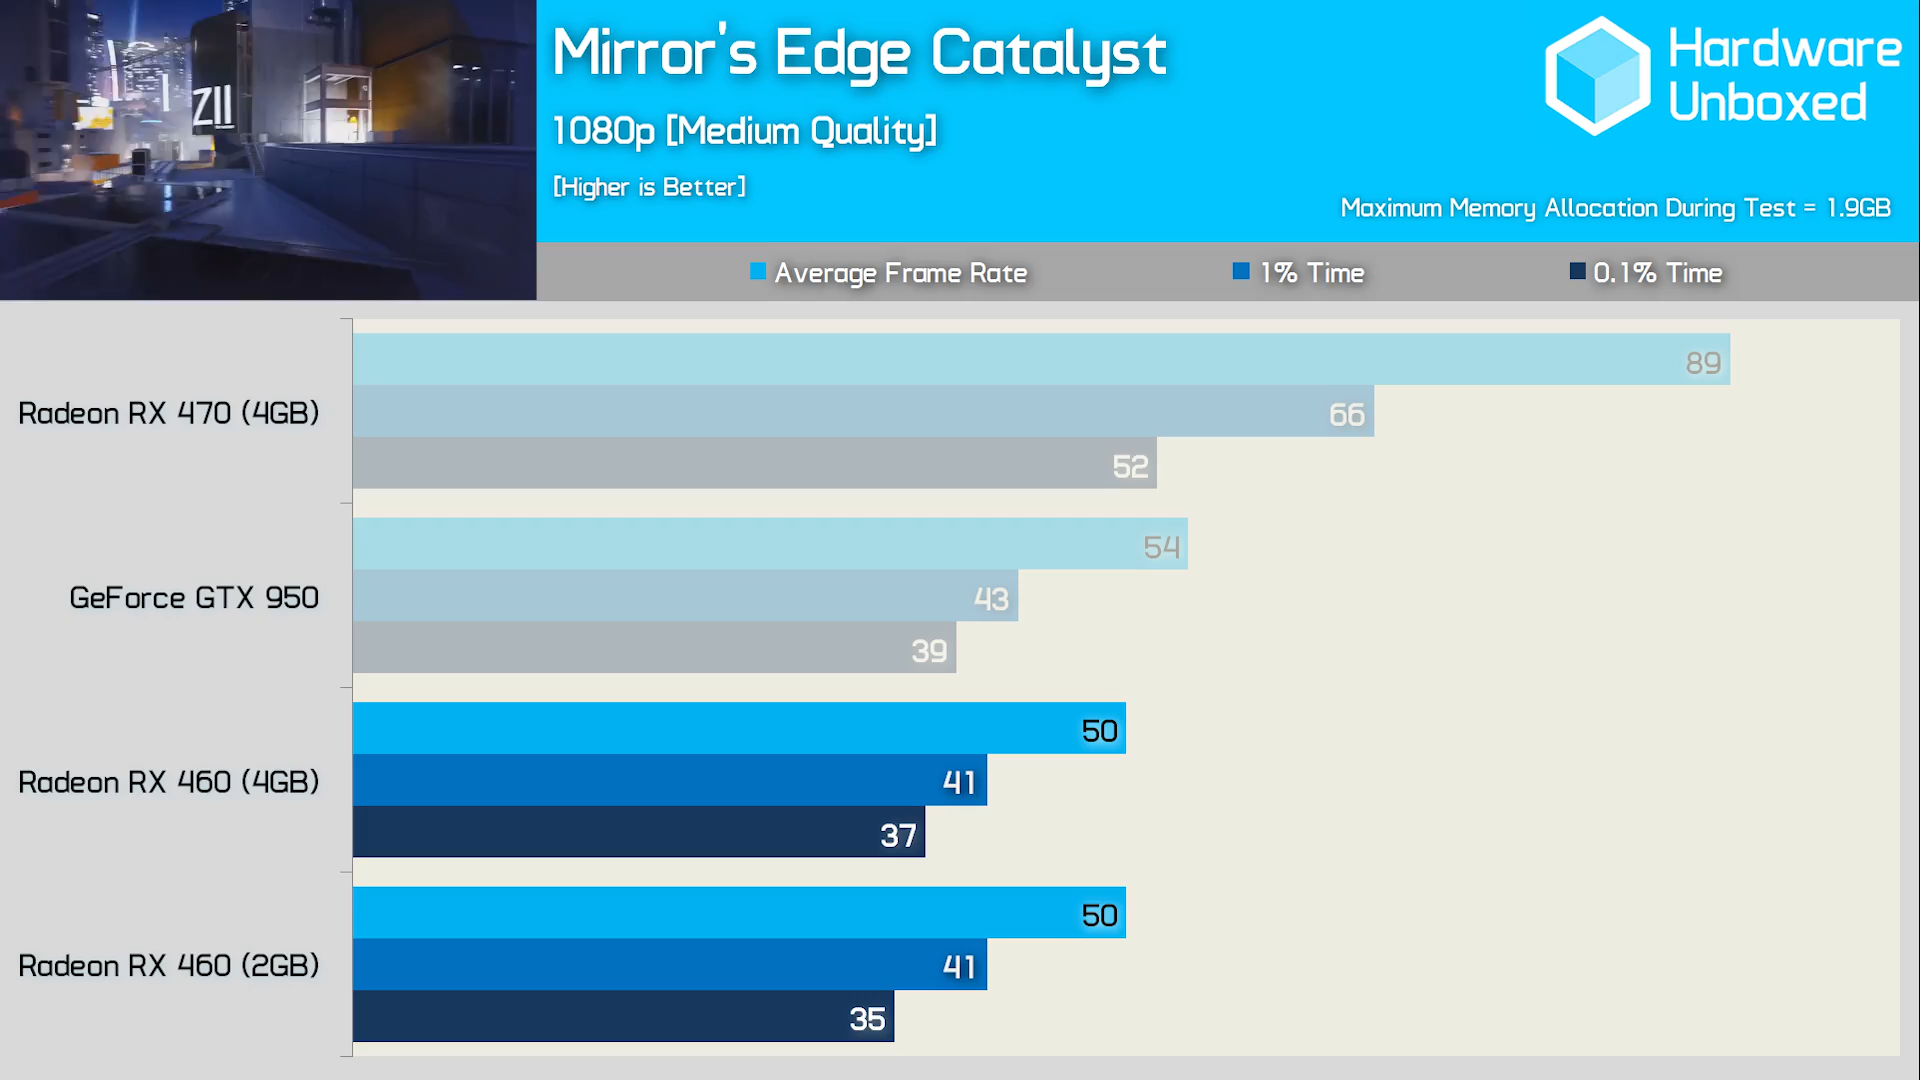 ZII
Mirror's Edge Catalyst
1080p [Medium Quality]
[Higher is Better]
Hardware
Unboxed
Maximum Memory Allocation During Test = 1.9GB
Average Frame Rate
1% Time
0.1% Time
Radeon RX 470 (4GB)
89
66
52
GeForce GTX 950
54
43
39
Radeon RX 460 (4GB)
50
41
37
Radeon RX 460 (2GB)
50
41
35